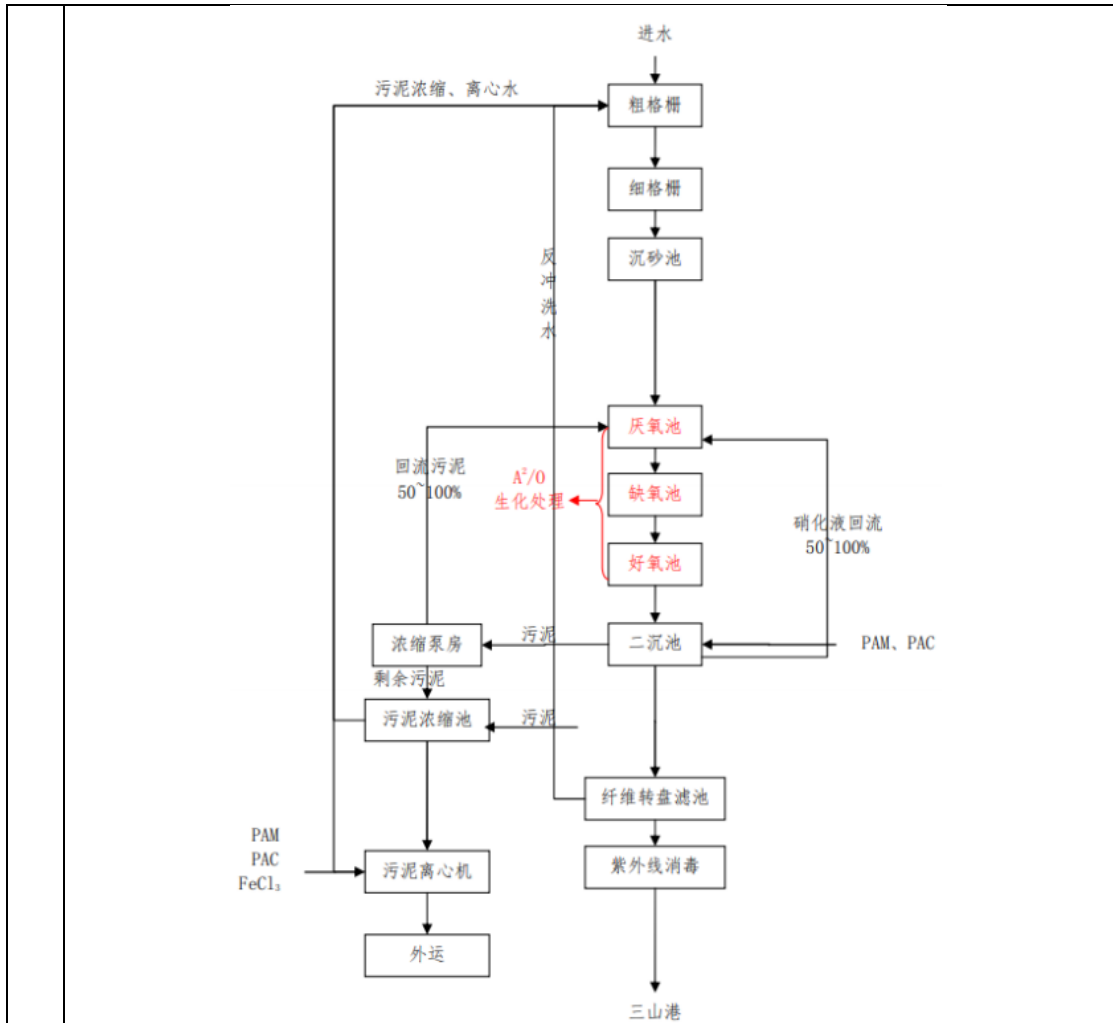 进水
污泥浓缩、离心水
粗格栅
细格栅
沉砂池
反
冲
洗
水
厌氧池
回流污泥
50~100%
A²/O
生化处理
缺氧池
硝化液回流
50~100%
好氧池
浓缩泵房
污泥
二沉池
PAM、PAC
剩余污泥
污泥浓缩池
污泥
纤维转盘滤池
PAM
PAC
FeCl₃
污泥离心机
紫外线消毒
外运
三山港